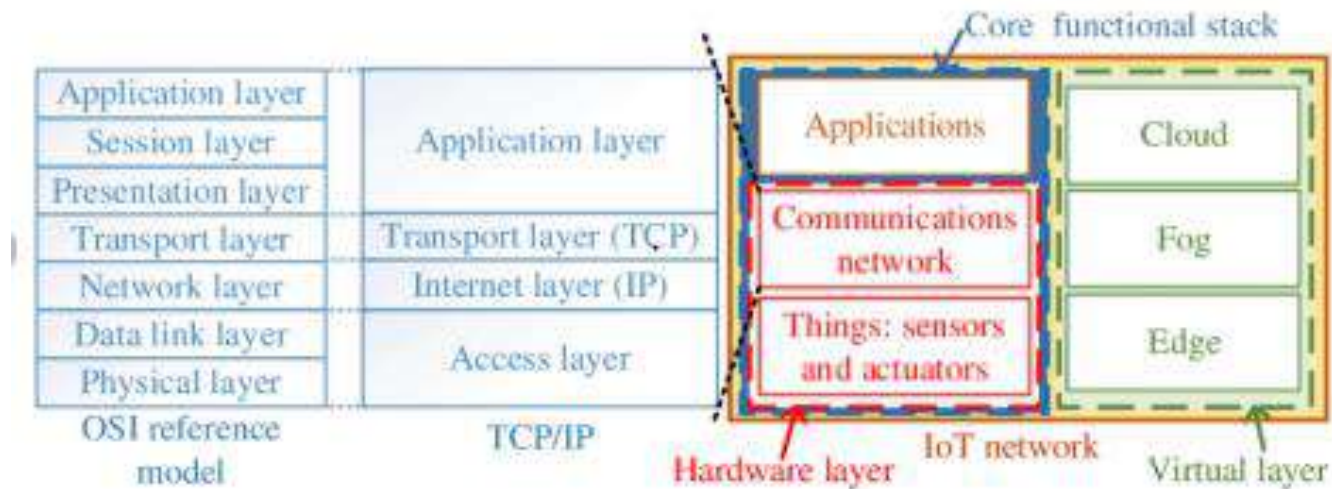 Core functional stack
Application layer
Session layer
Presentation layer
Transport layer
Network layer
Data link layer
Physical layer
OSI reference
model
Application layer
Transport layer (TCP)
Internet layer (IP)
Access layer
TCP/IP
Applications
Communications
network
Things: sensors
and actuators
Hardware layer
IoT network
Cloud
Fog
Edge
Virtual layer